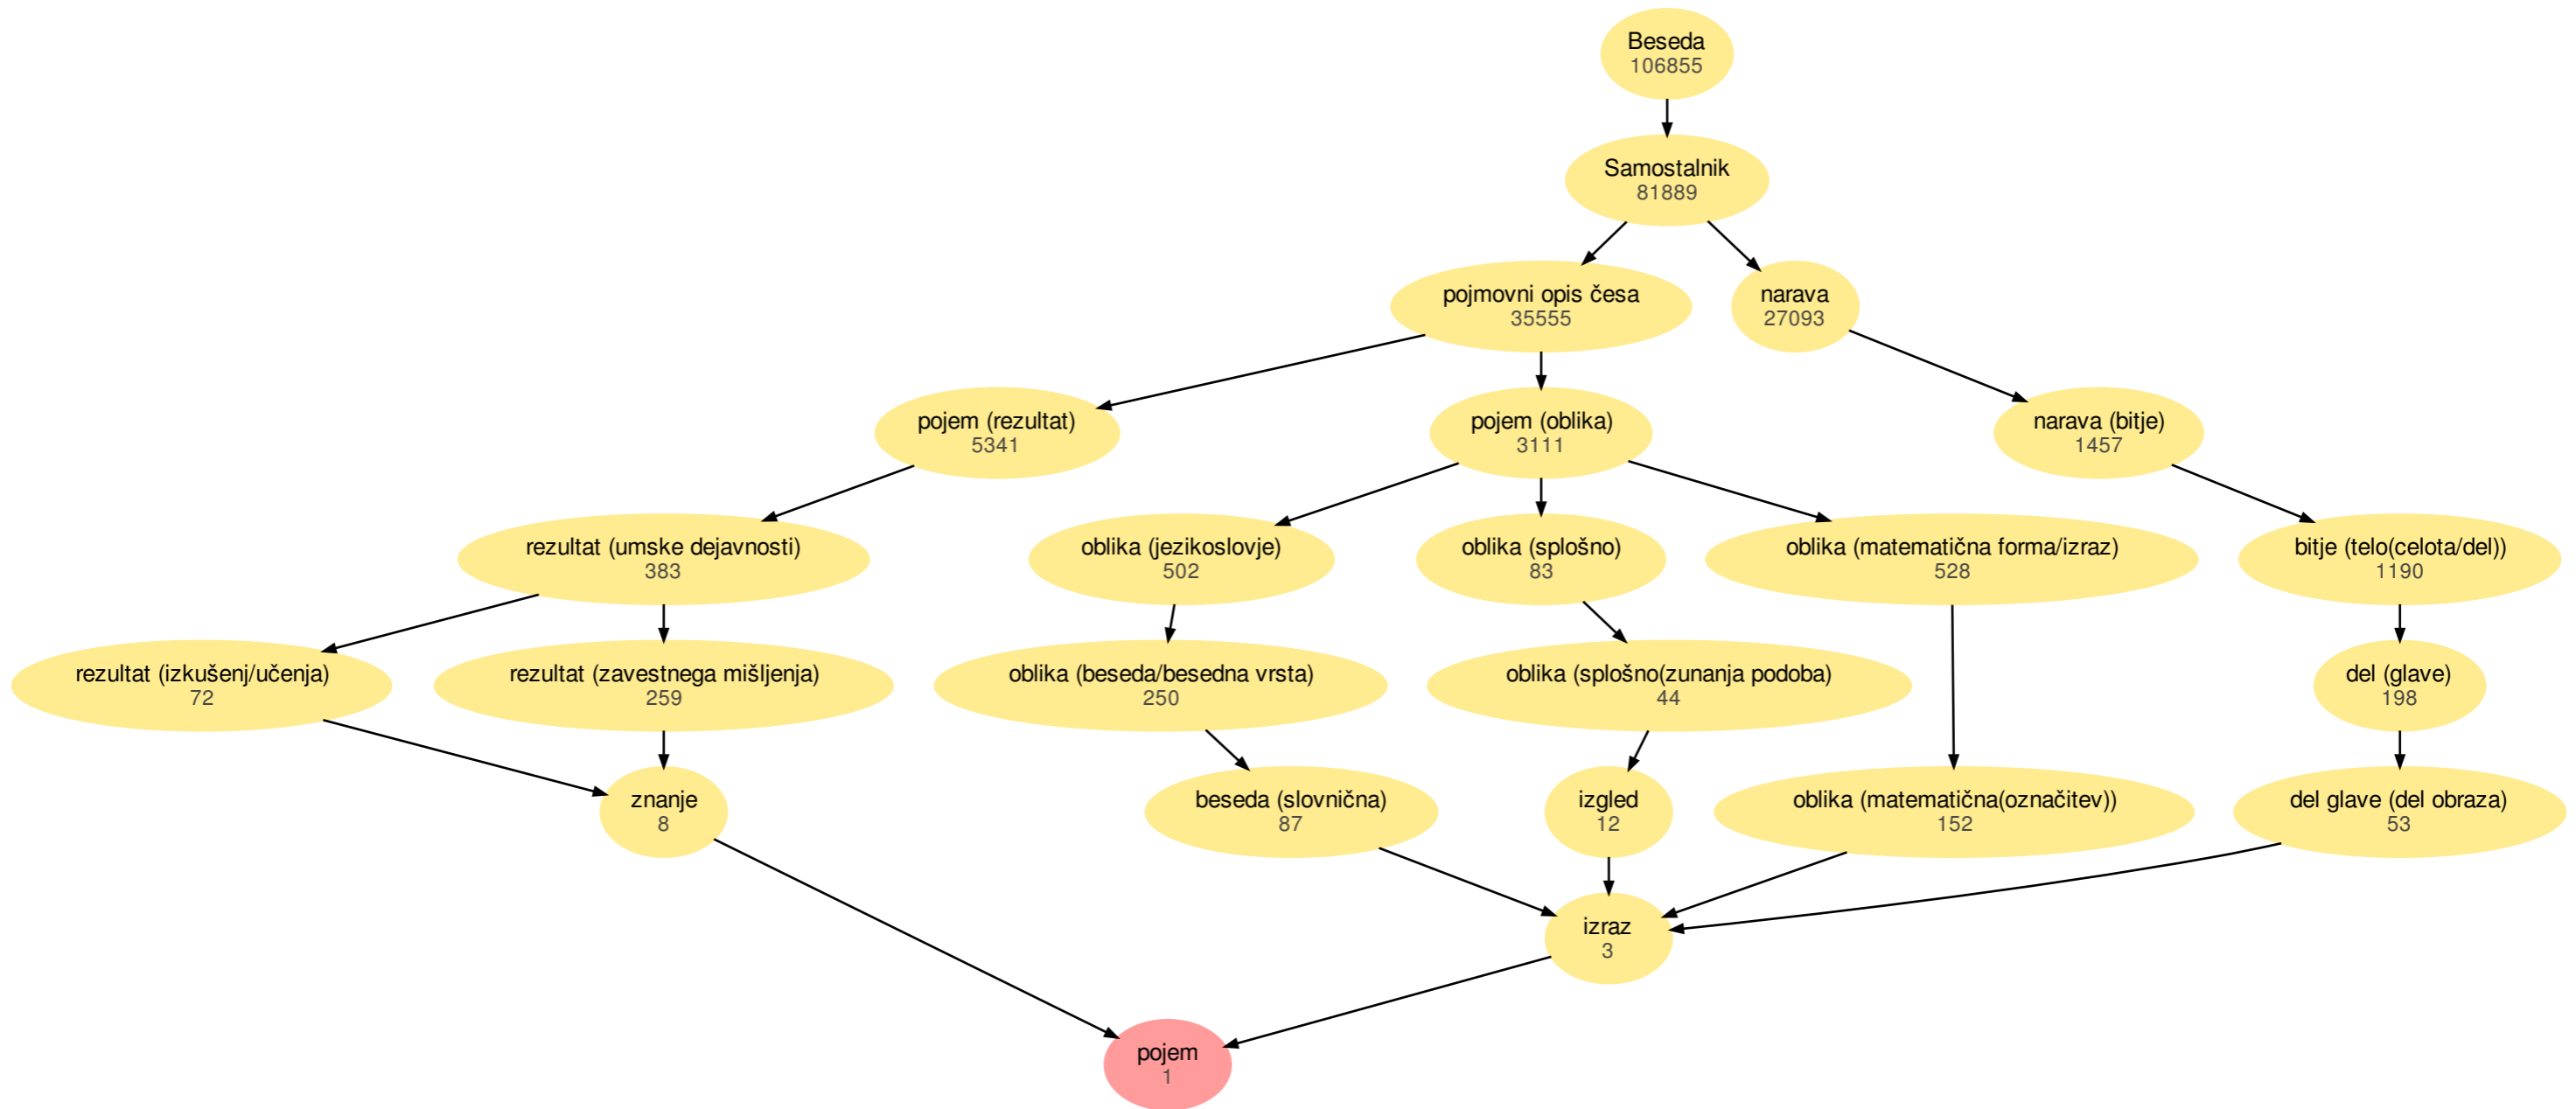 Beseda
106855
Samostalnik
81889
pojmovni opis česa
35555
narava
27093
pojem (rezultat)
5341
pojem (oblika)
3111
narava (bitje)
1457
rezultat (umske dejavnosti)
383
oblika (jezikoslovje)
502
oblika (splošno)
83
oblika (matematična forma/izraz)
528
bitje (telo(celota/del))
1190
rezultat (izkušenj/učenja)
72
rezultat (zavestnega mišljenja)
259
oblika (beseda/besedna vrsta)
250
oblika (splošno(zunanja podoba)
44
del (glave)
198
znanje
8
beseda (slovnična)
87
izgled
12
oblika (matematična(označitev))
152
del glave (del obraza)
53
izraz
3
pojem
1